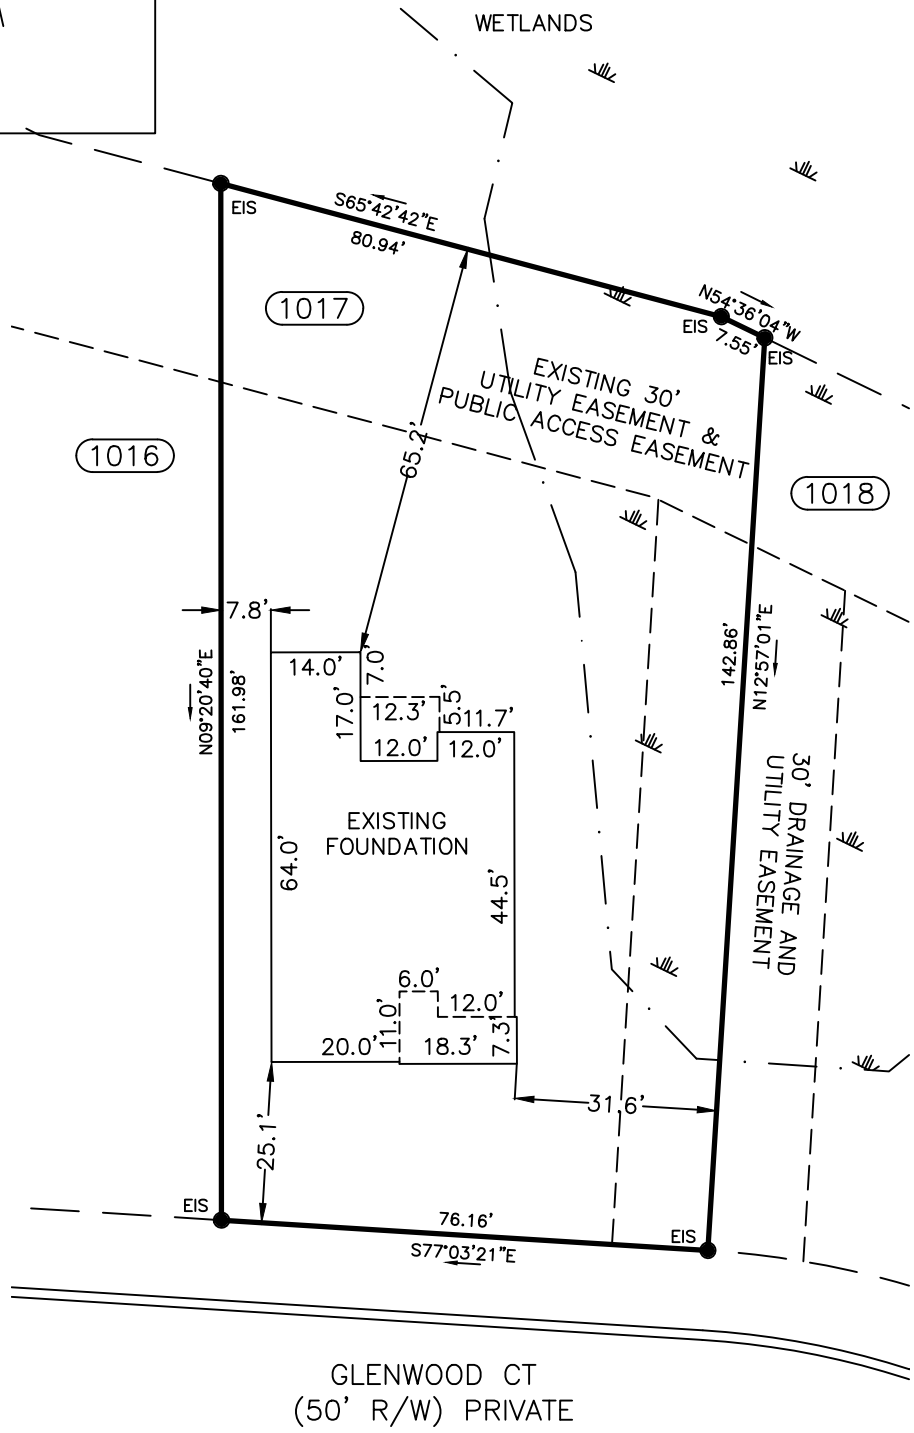 WETLANDS
EIS
S65°42'42"E
80.94'
1017
N54°36'04"W
7.55'
EIS
EIS
EXISTING 30'
UTILITY EASEMENT &
PUBLIC ACCESS EASEMENT
65.2'
1016
1018
7.8'
14.0'
7.0'
17.0'
12.3'
5.5'
11.7'
12.0'
12.0'
N09°20'40"E
161.98'
142.86'
N12°57'01"E
30' DRAINAGE AND
UTILITY EASEMENT
EXISTING
FOUNDATION
64.0'
44.5'
6.0'
12.0'
11.0'
7.3'
20.0'
18.3'
31.6'
25.1'
EIS
76.16'
EIS
S77°03'21"E
GLENWOOD CT
(50' R/W) PRIVATE